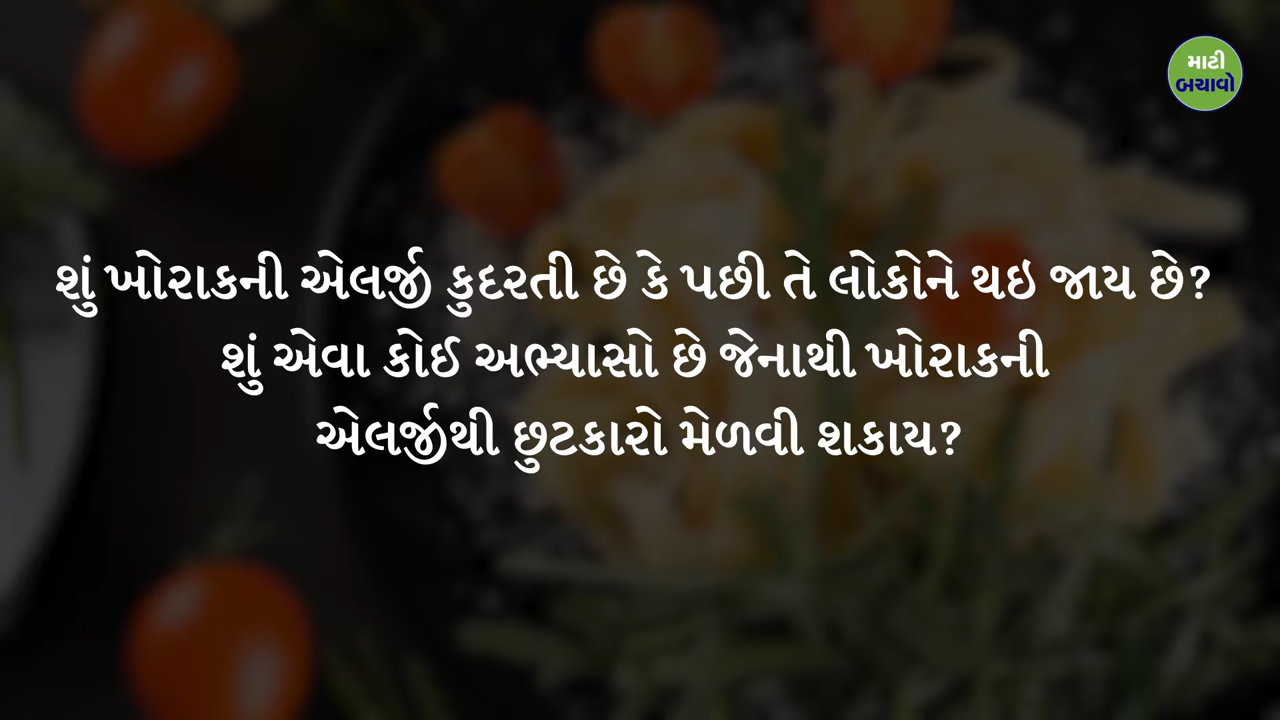 માટી
બચાવો
શું ખોરાકની એલર્જી કુદરતી છે કે પછી તે લોકોને થઇ જાય છે?
શું એવા કોઈ અભ્યાસો છે જેનાથી ખોરાકની
એલર્જીથી છુટકારો મેળવી શકાય?